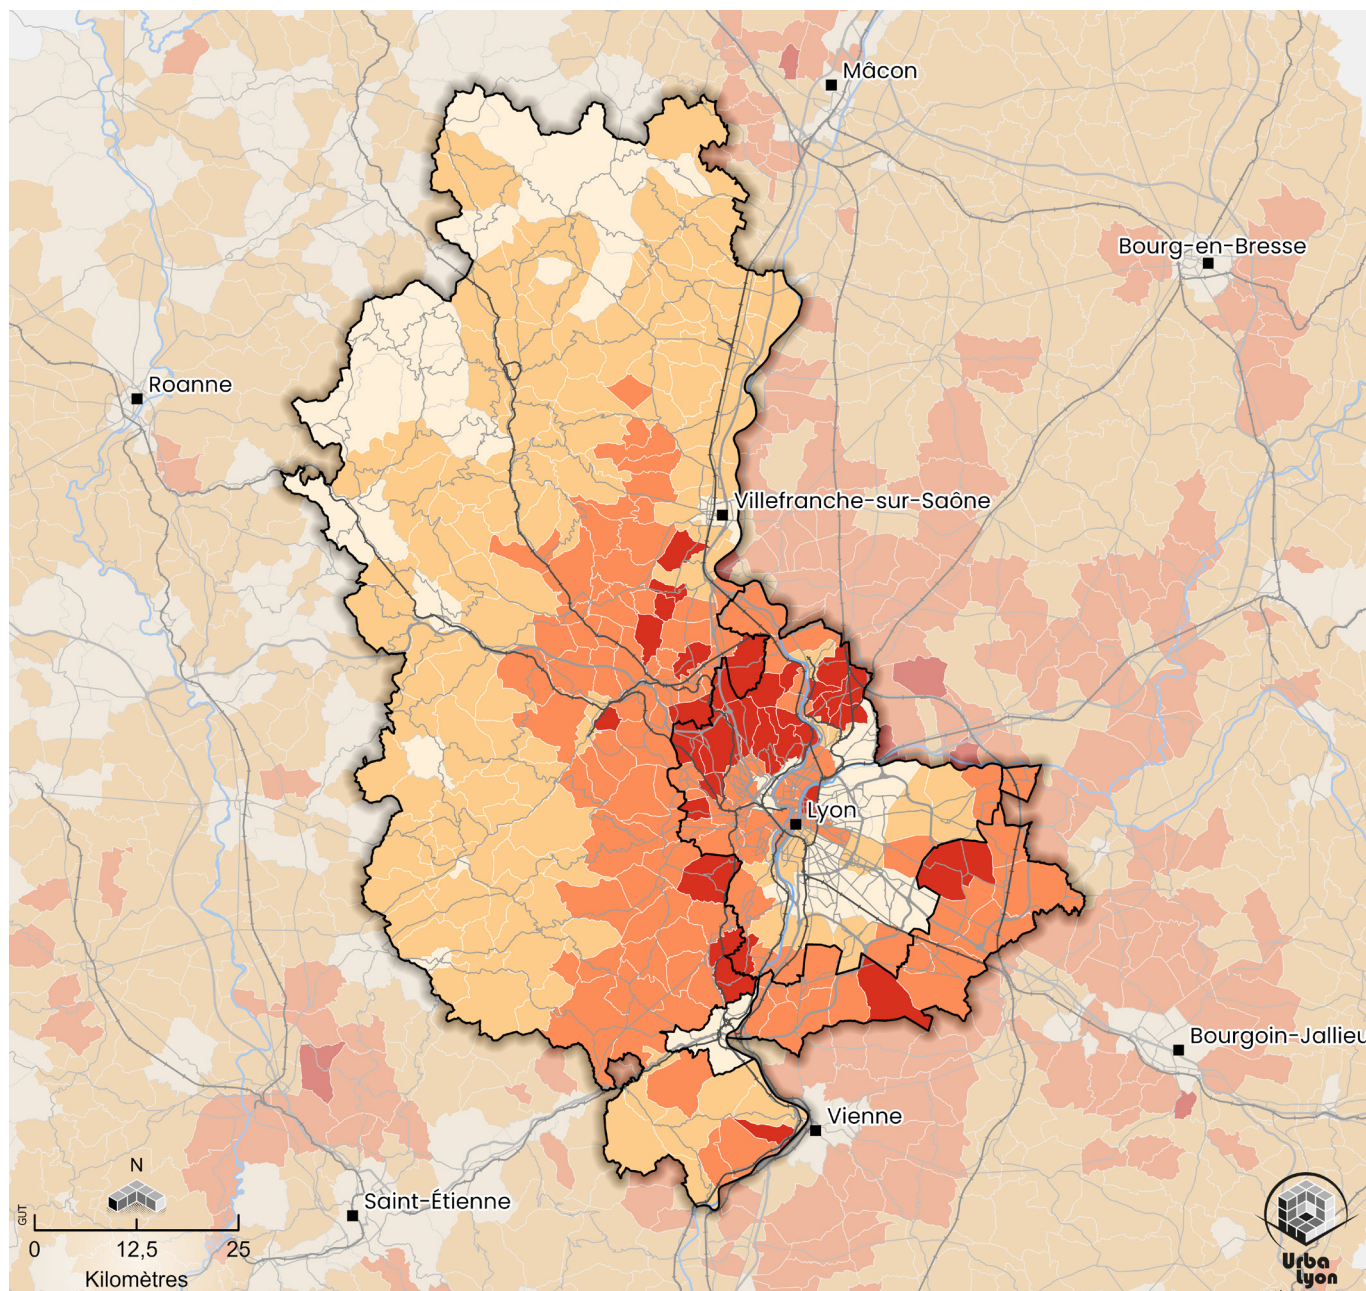 Mâcon
Bourg-en-Bresse
Roanne
Villefranche-sur-Saône
Lyon
Bourgoin-Jallieu
Vienne
Saint-Étienne
N
GUT
0 12,5 25
Kilomètres
Urba
Lyon